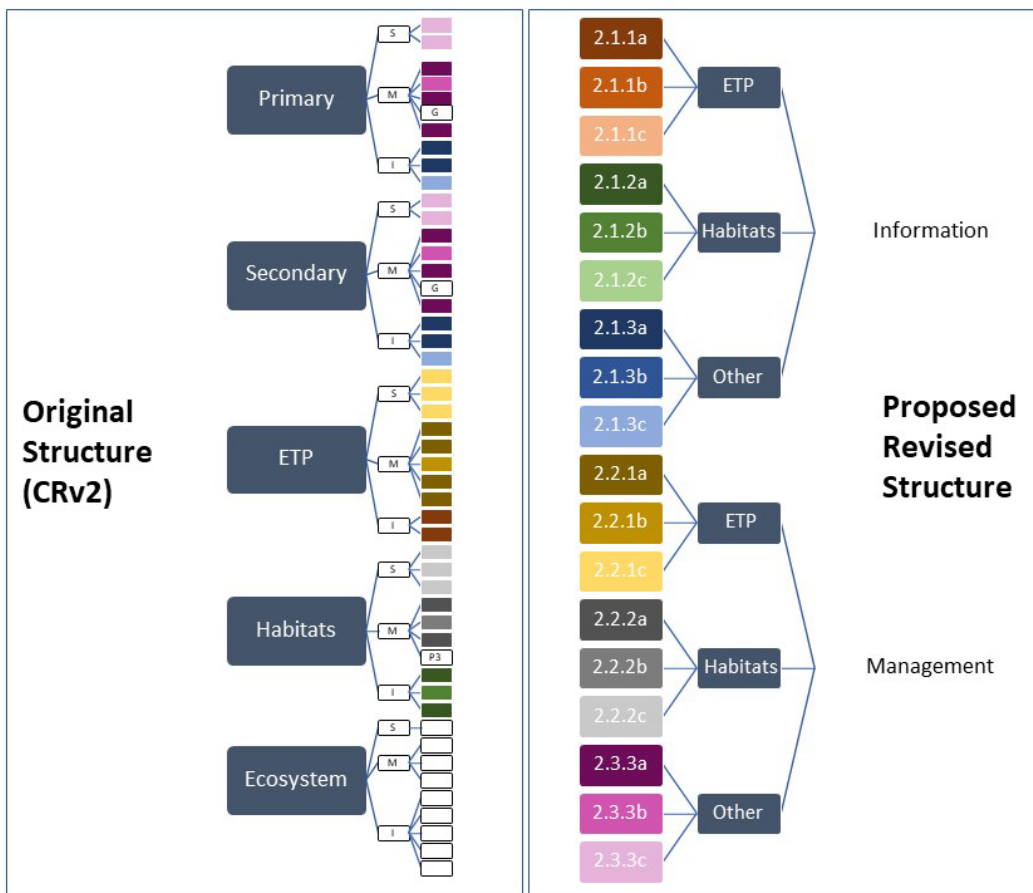 Original
Structure
(CRv2)
Primary
S
M
G
I
Secondary
S
M
G
I
ETP
S
M
I
Habitats
S
M
P3
I
Ecosystem
S
M
I
2.1.1a
2.1.1b
2.1.1c
ETP
2.1.2a
2.1.2b
2.1.2c
Habitats
2.1.3a
2.1.3b
2.1.3c
Other
Information
2.2.1a
2.2.1b
2.2.1c
ETP
2.2.2a
2.2.2b
2.2.2c
Habitats
2.3.3a
2.3.3b
2.3.3c
Other
Management
Proposed
Revised
Structure